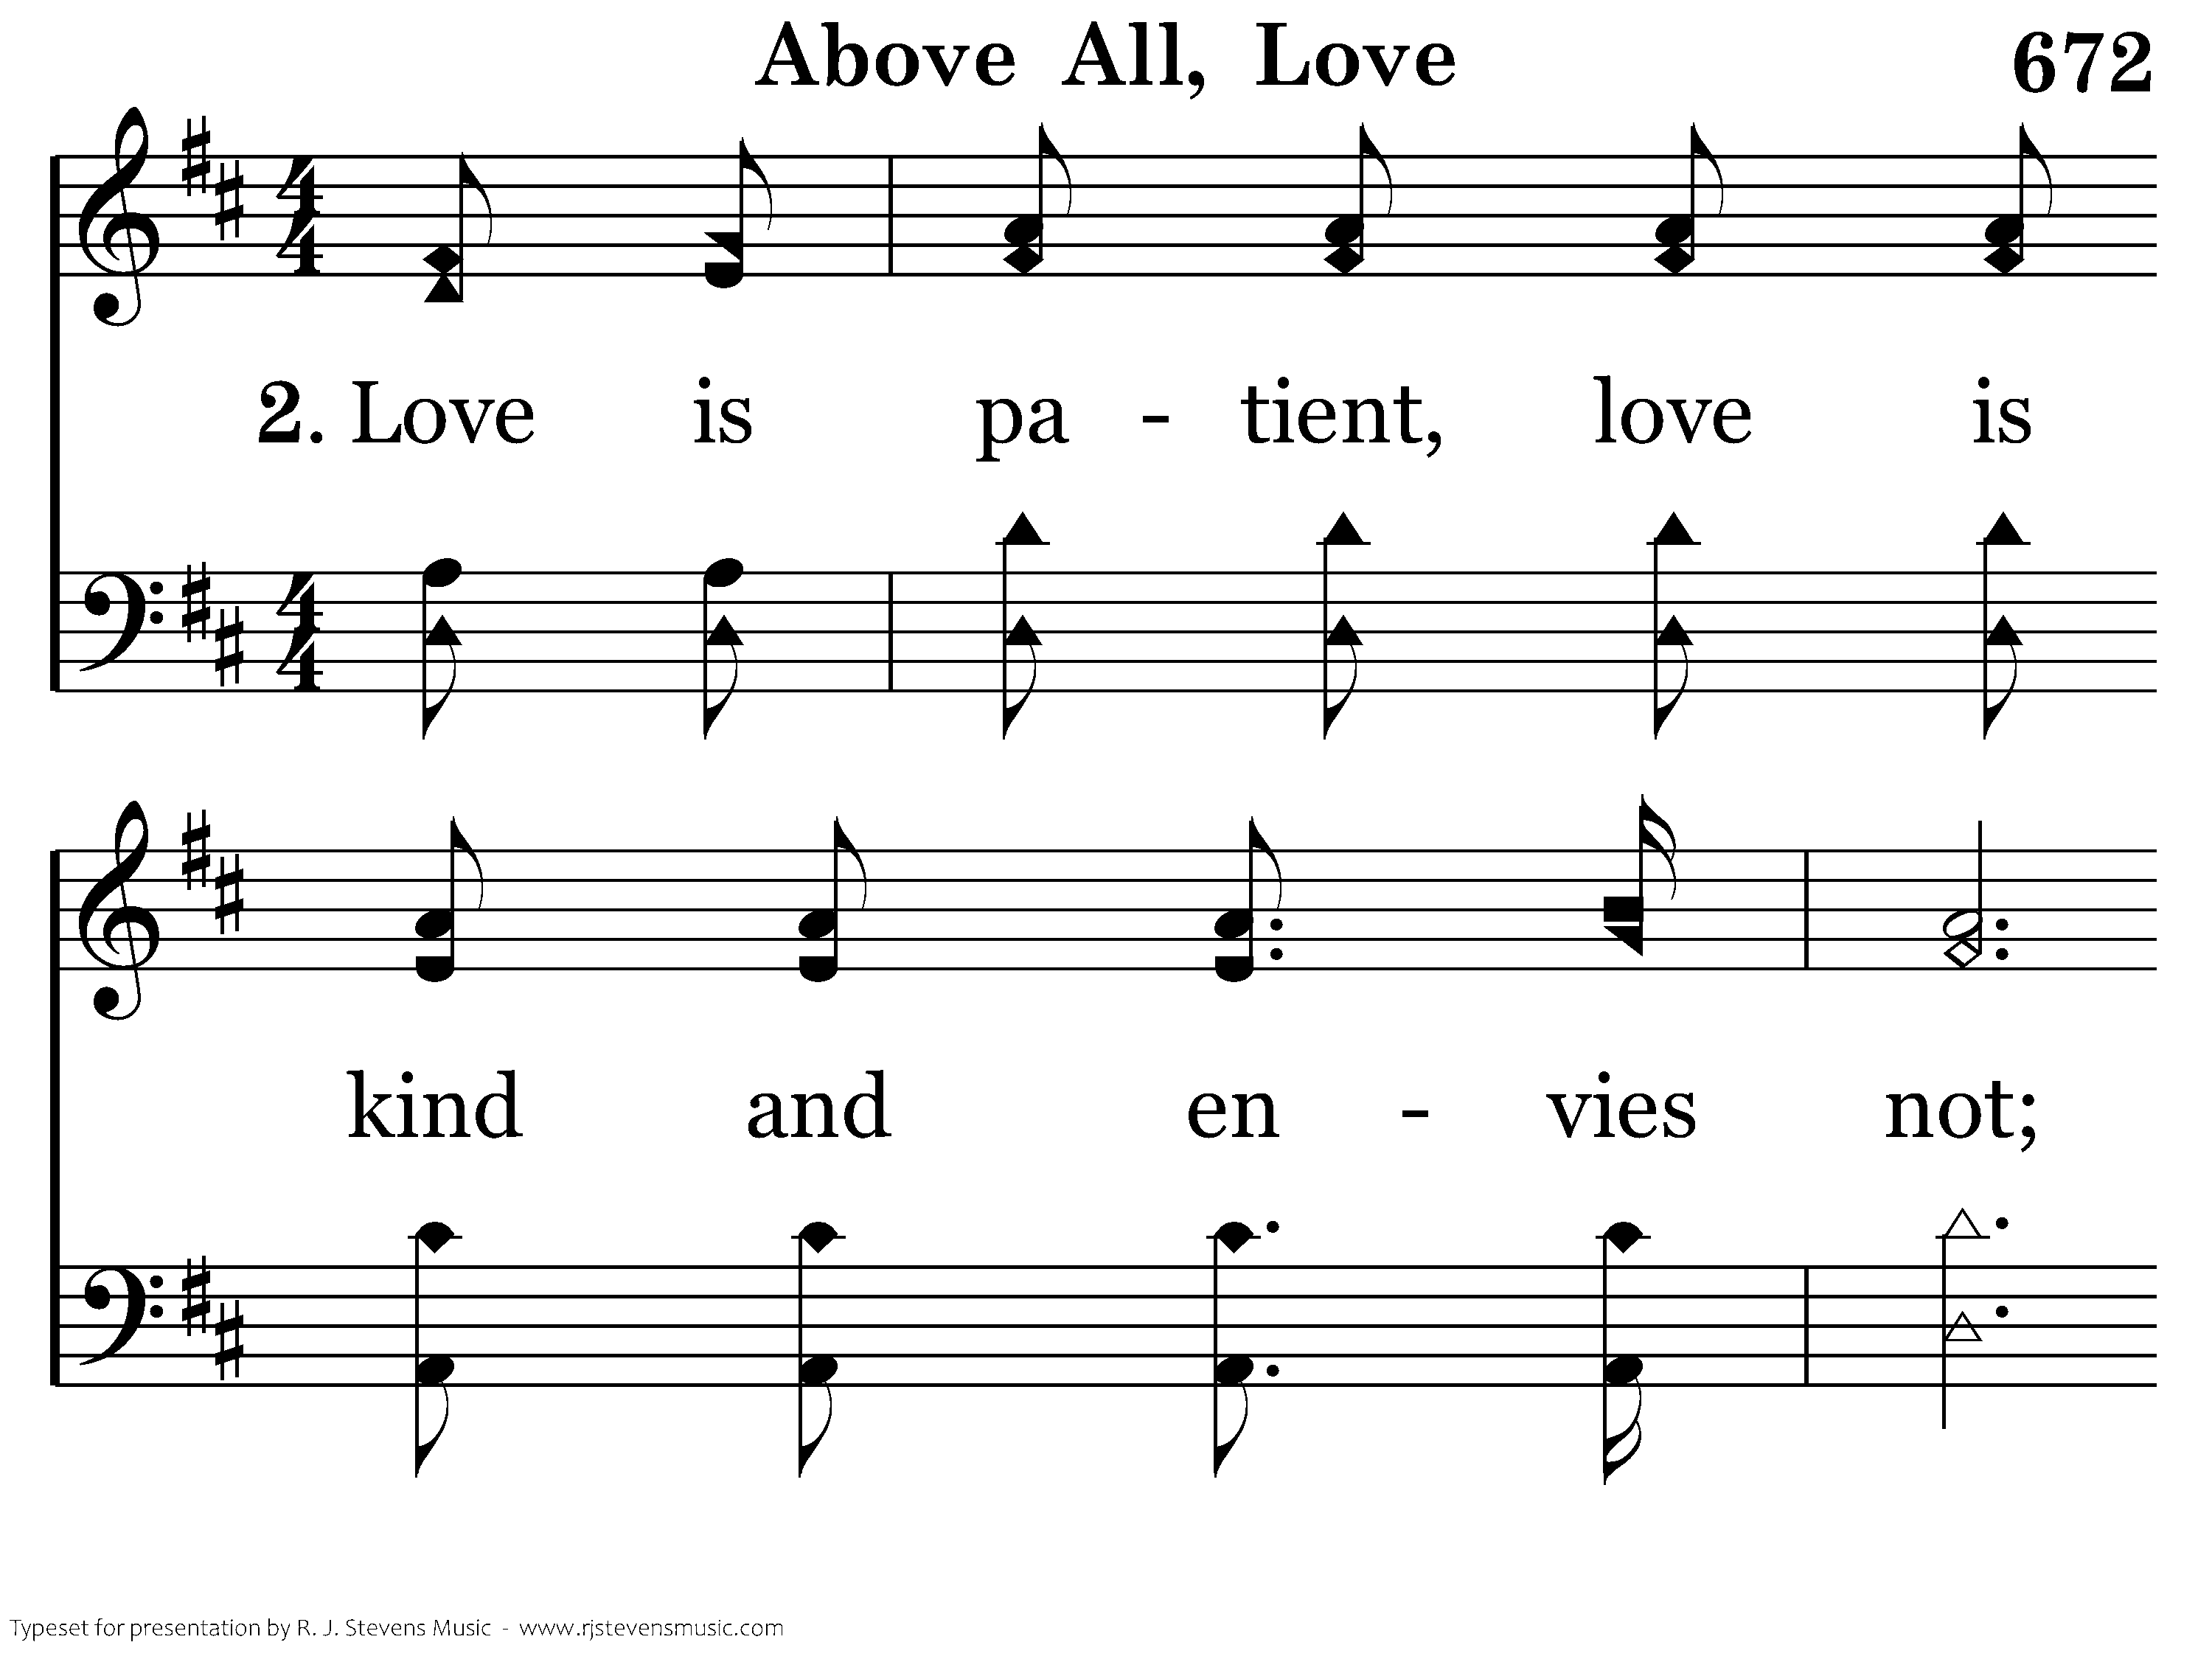 Above All, Love 672
2. Love is pa - tient, love is
kind and en - vies not;
Typeset for presentation by R. J. Stevens Music - www.rjstevensmusic.com